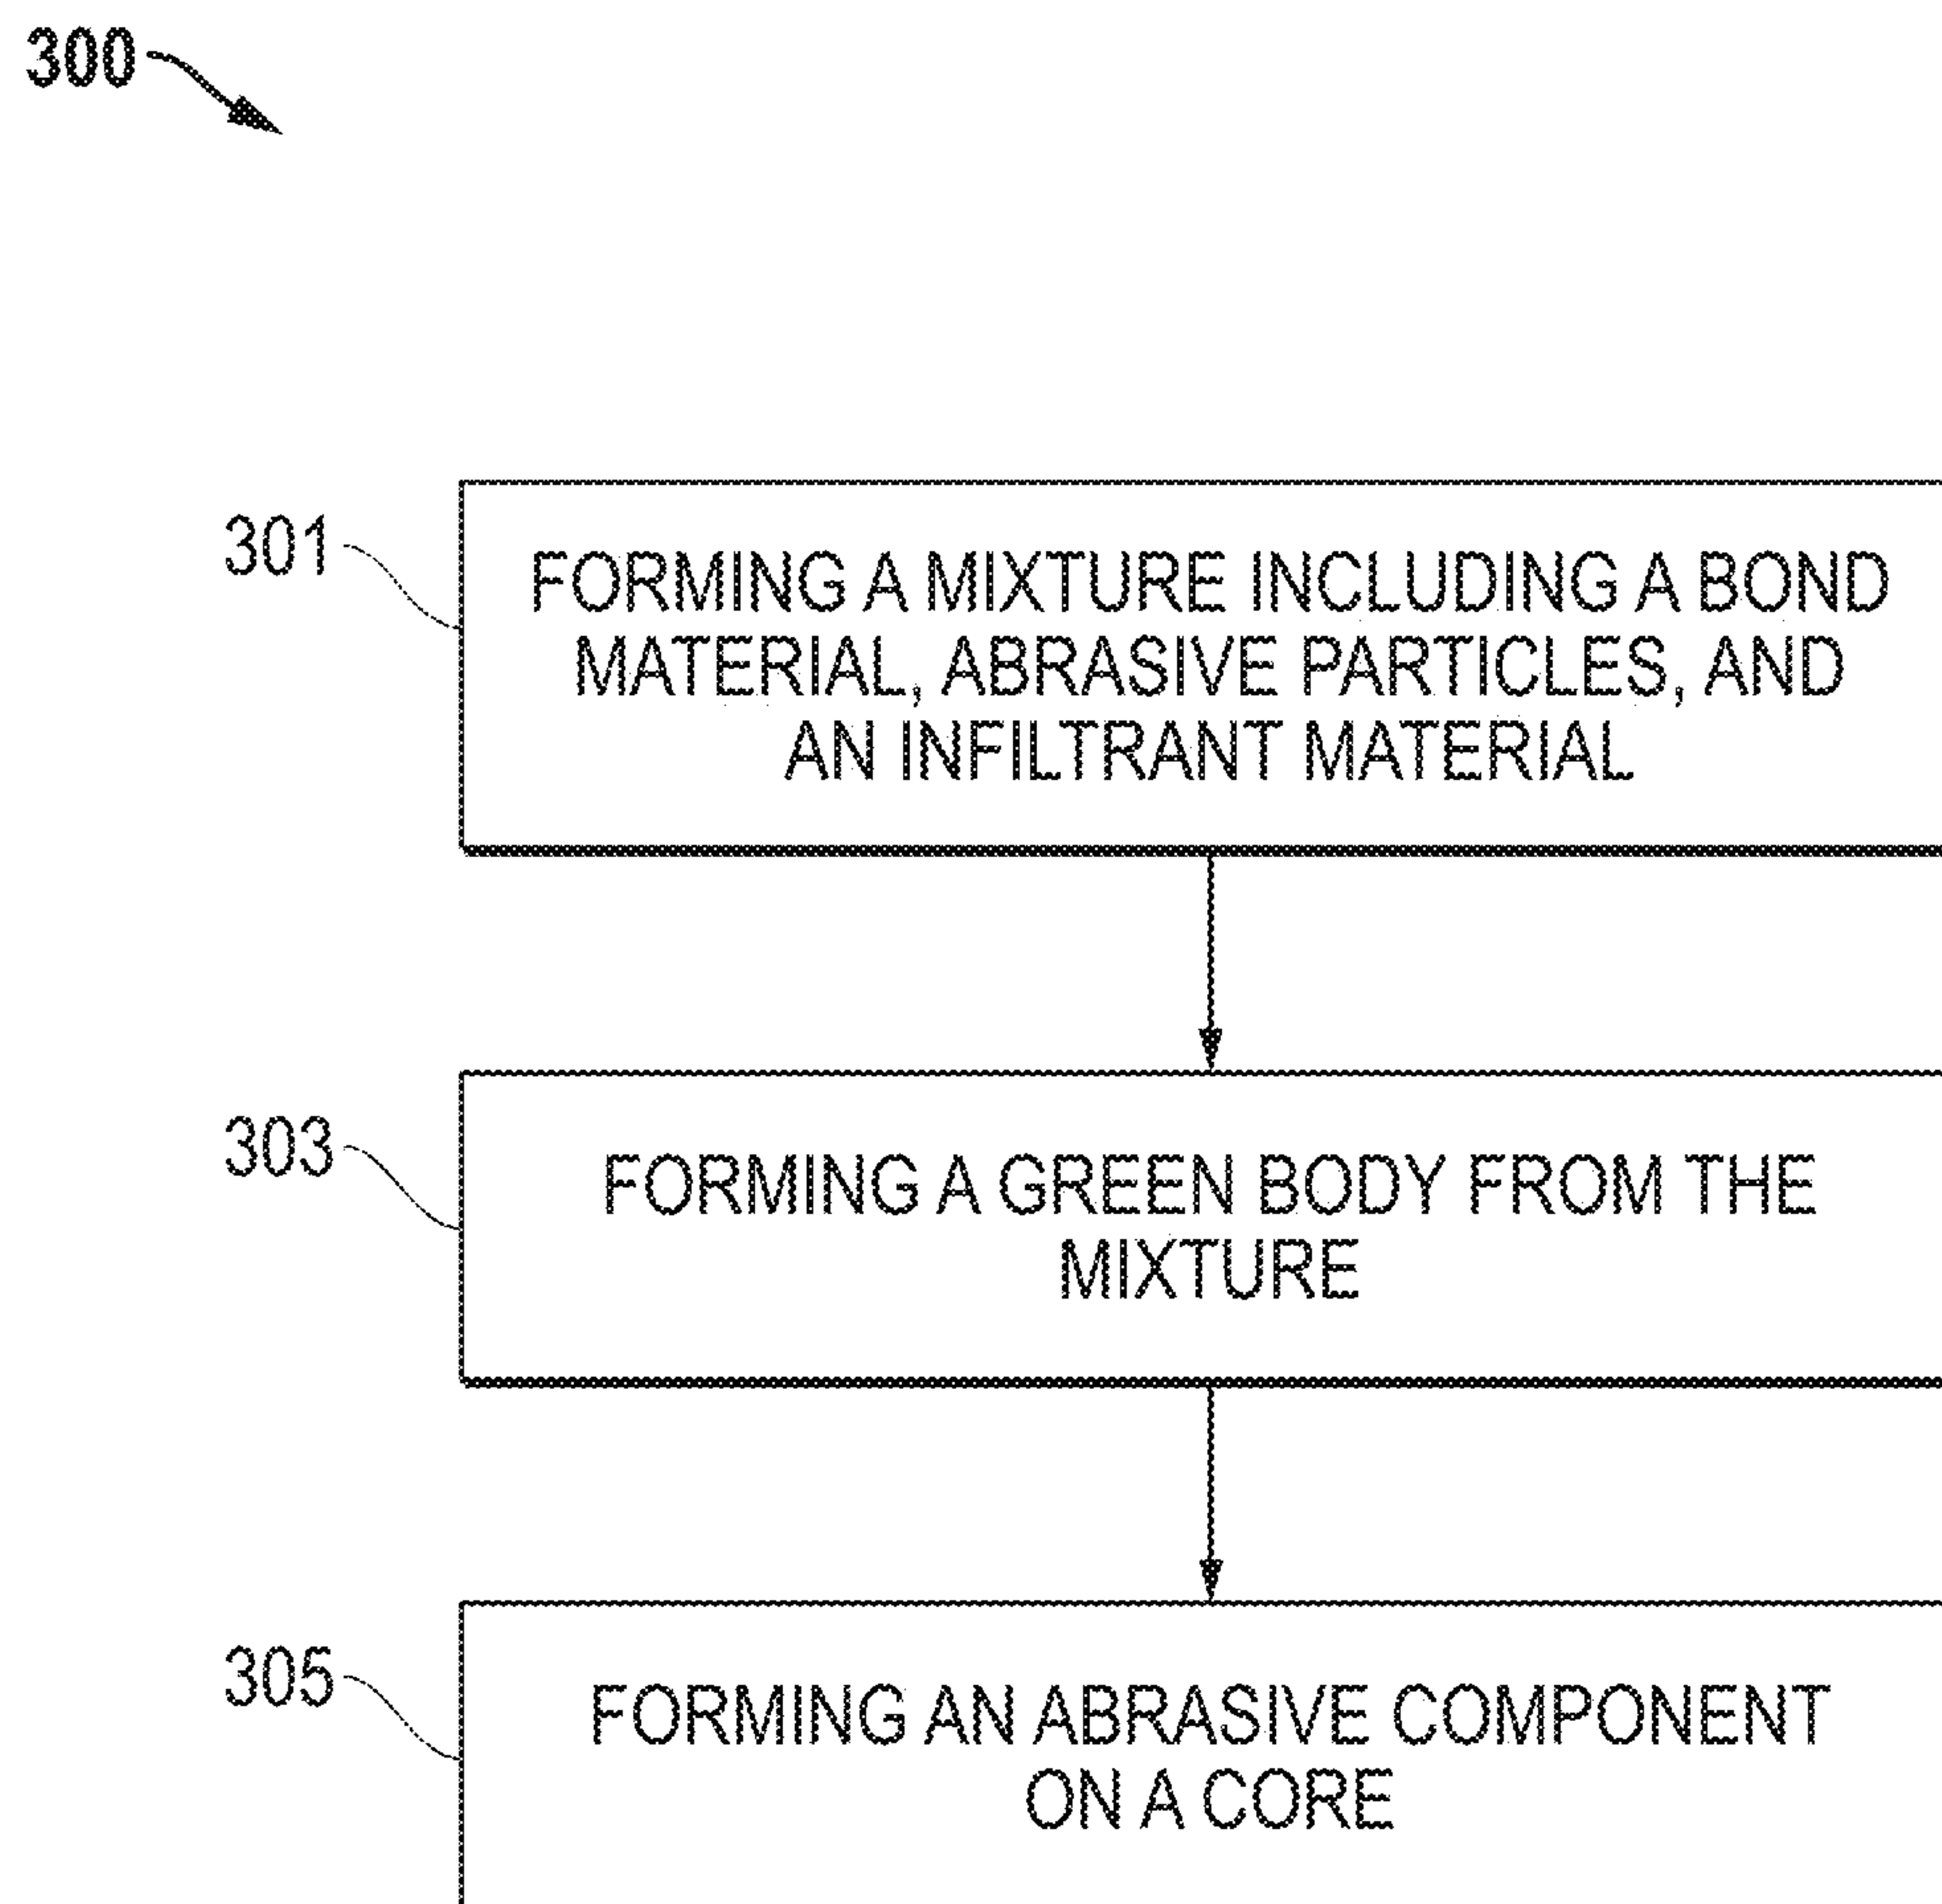 300
301
FORMING A MIXTURE INCLUDING A BOND
MATERIAL, ABRASIVE PARTICLES, AND
AN INFILTRANT MATERIAL
303
FORMING A GREEN BODY FROM THE
MIXTURE
305
FORMING AN ABRASIVE COMPONENT
ON A CORE